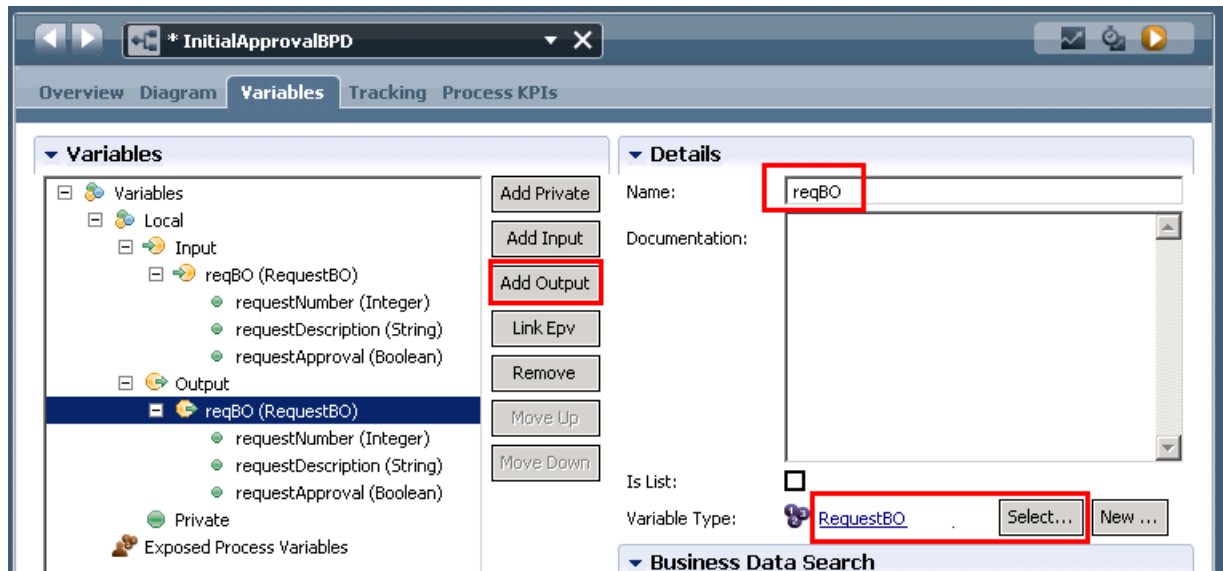 * InitialApprovalBPD
Overview Diagram Variables Tracking Process KPIs
Variables
Variables
Local
Input
reqBO (RequestBO)
requestNumber (Integer)
requestDescription (String)
requestApproval (Boolean)
Output
reqBO (RequestBO)
requestNumber (Integer)
requestDescription (String)
requestApproval (Boolean)
Private
Exposed Process Variables
Add Private
Add Input
Add Output
Link Epv
Remove
Move Up
Move Down
Details
Name: reqBO
Documentation:
Is List:
Variable Type: RequestBO Select... New ...
Business Data Search